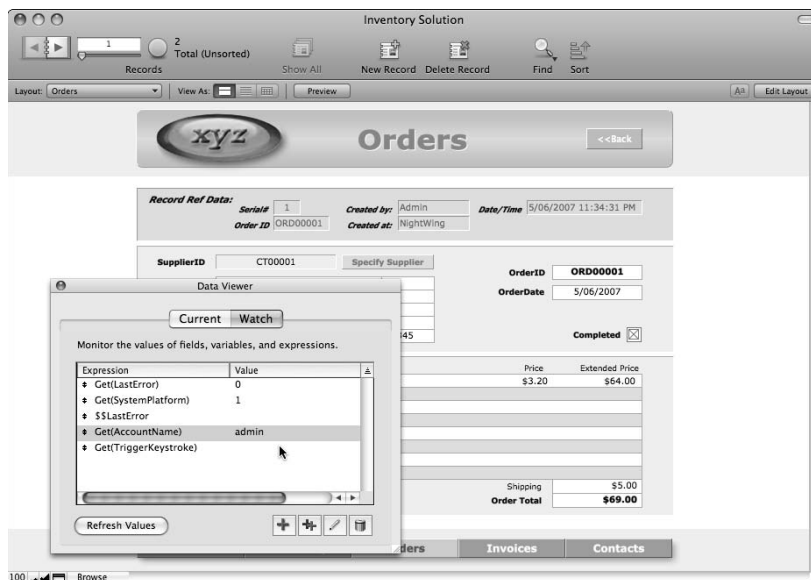 Inventory Solution
1
2
Total (Unsorted)
Records
Show All
New Record
Delete Record
Find
Sort
Layout: Orders
View As:
Preview
Aa
Edit Layout
xyz
Orders
<<Back
Record Ref Data:
Serial# 1
Created by: Admin
Date/Time 5/06/2007 11:34:31 PM
Order ID ORD00001
Created at: NightWing
SupplierID CT00001
Specify Supplier
OrderID ORD00001
OrderDate 5/06/2007
45
Completed
Data Viewer
Current
Watch
Monitor the values of fields, variables, and expressions.
Expression Value
Get(LastError) 0
Get(SystemPlatform) 1
$$LastError
Get(AccountName) admin
Get(TriggerKeystroke)
Refresh Values
Price
Extended Price
$3.20
$64.00
Shipping $5.00
Order Total $69.00
ders
Invoices
Contacts
100
Browse